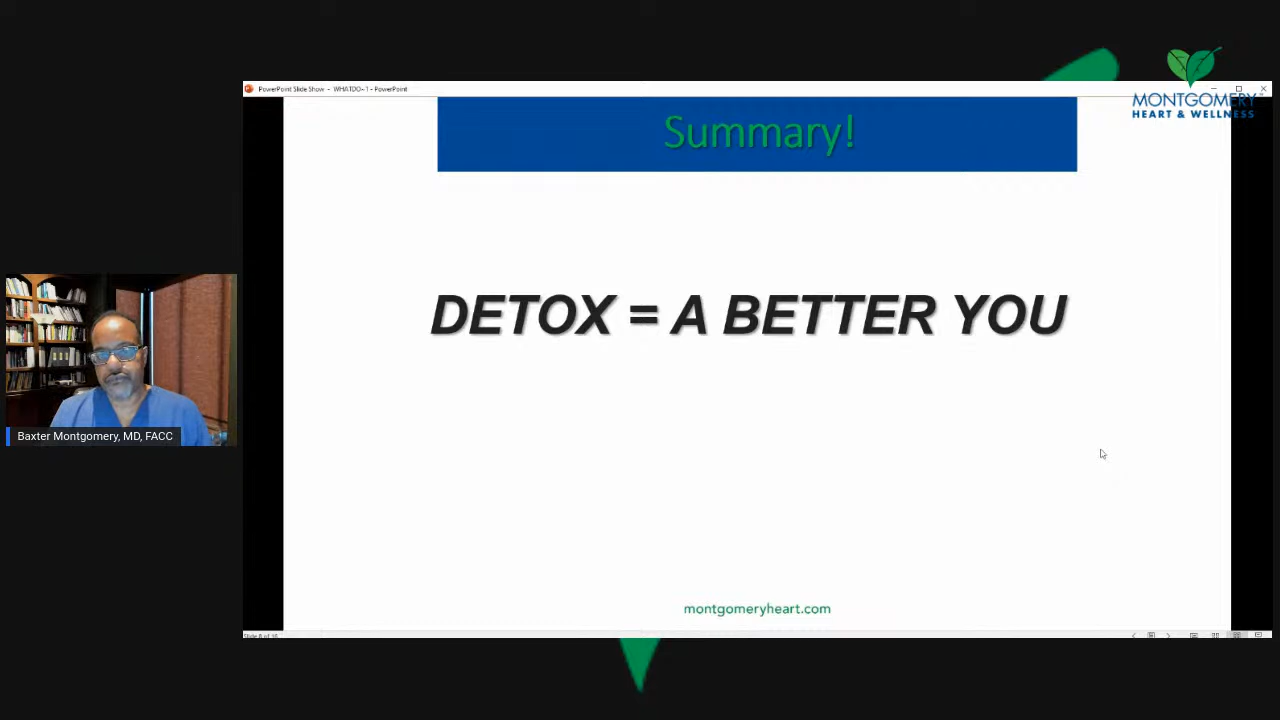 PowerPoint Slide Show - WHATDO~1 - PowerPoint
MONTGOMERY
HEART & WELLNESS
Summary!
DETOX = A BETTER YOU
Baxter Montgomery, MD, FACC
montgomeryheart.com